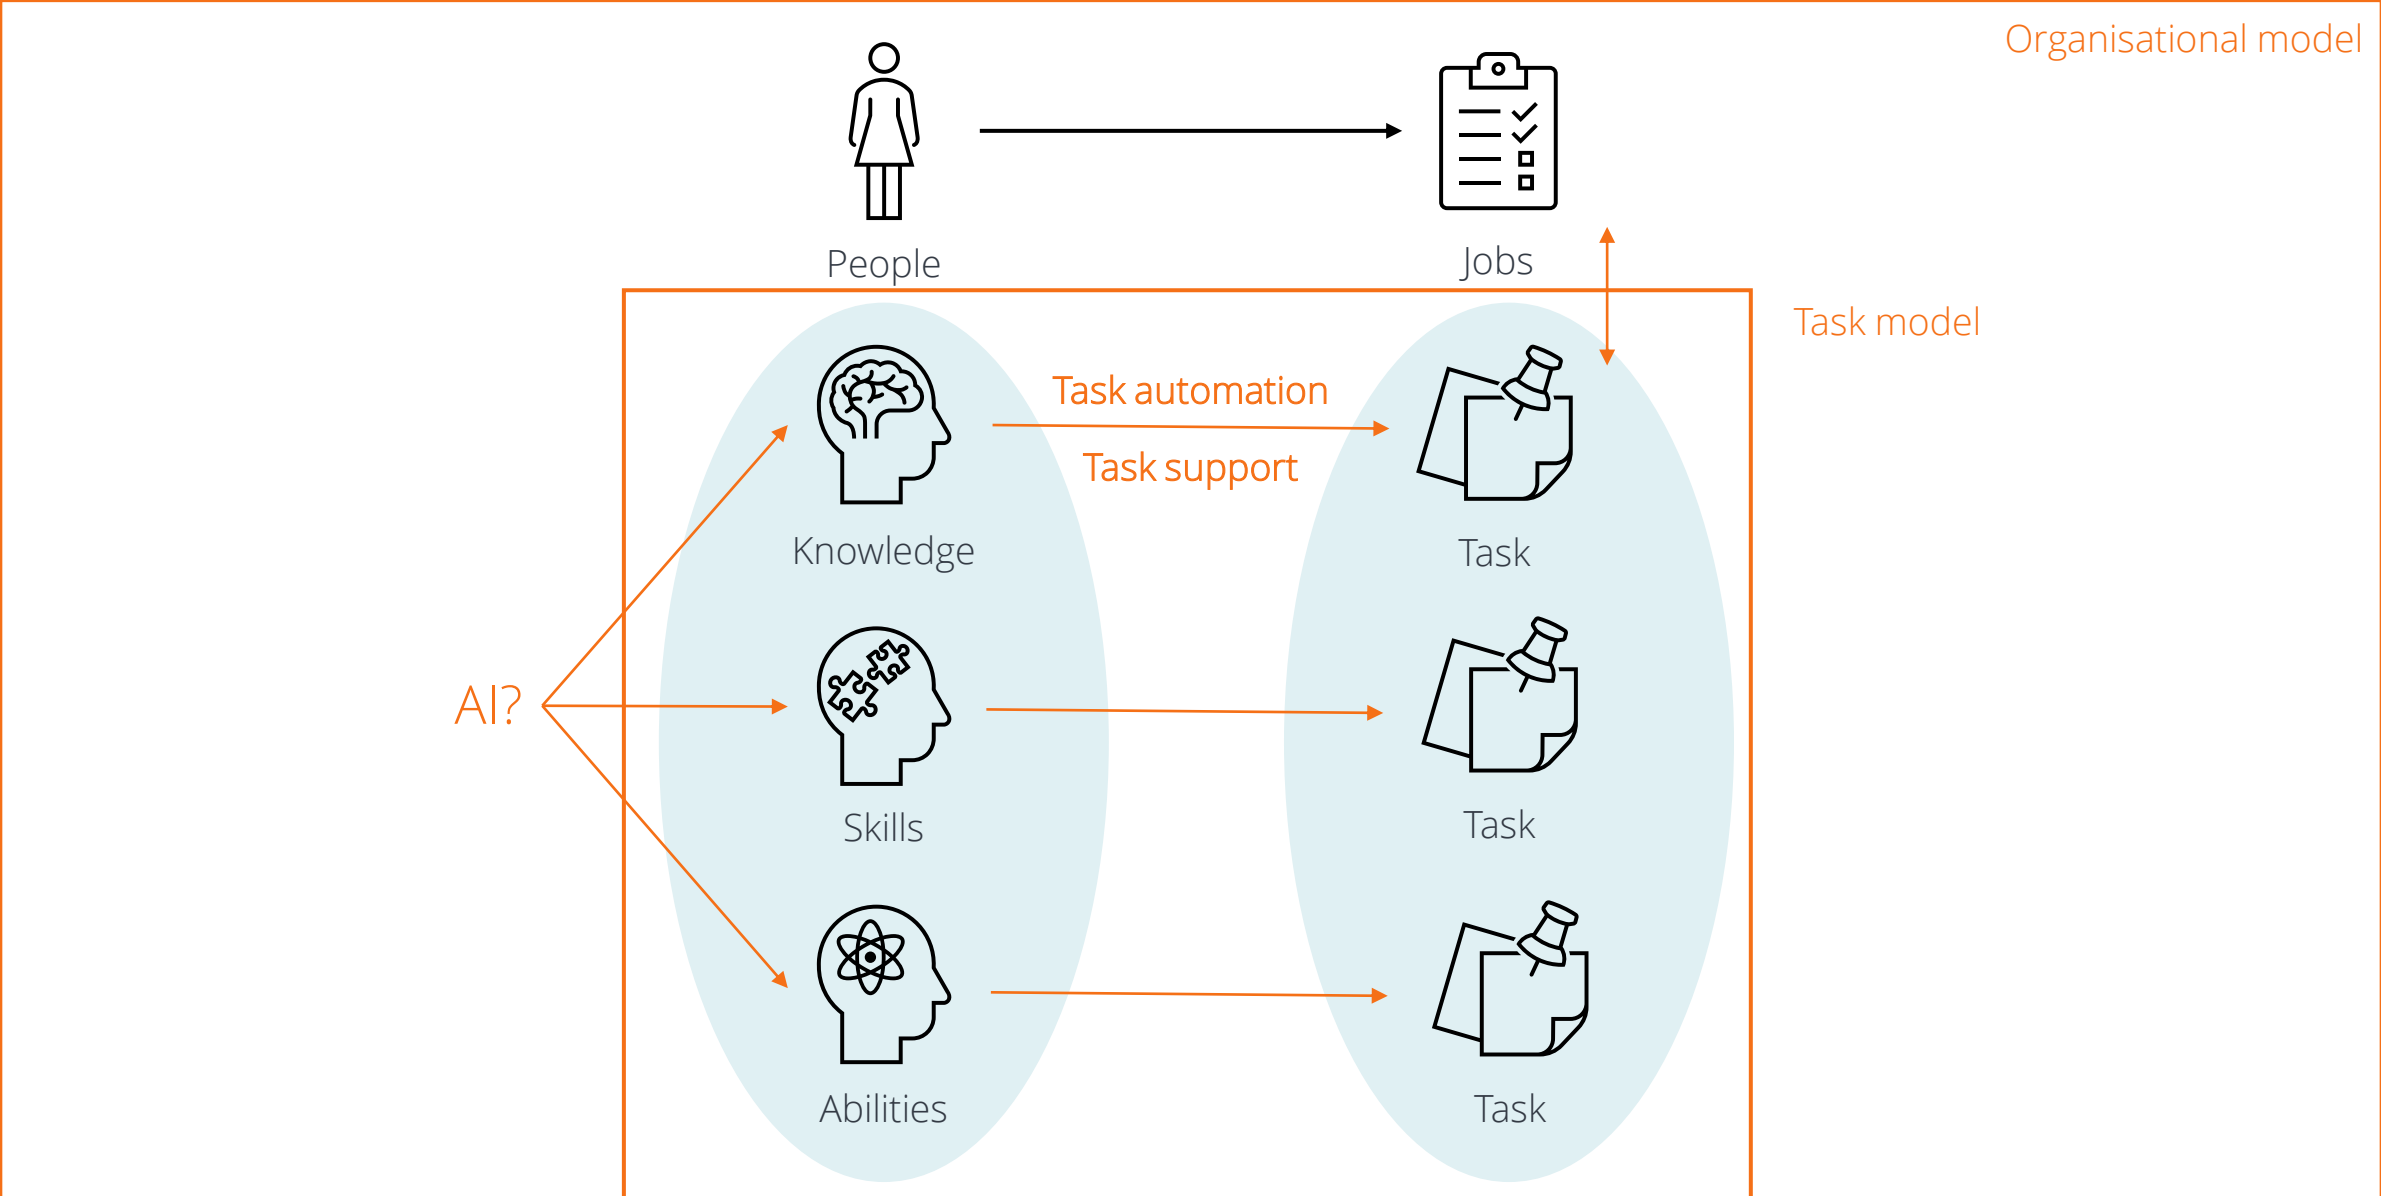 Organisational model
People
Jobs
Task model
Task automation
Task support
Knowledge
Task
AI?
Skills
Task
Abilities
Task